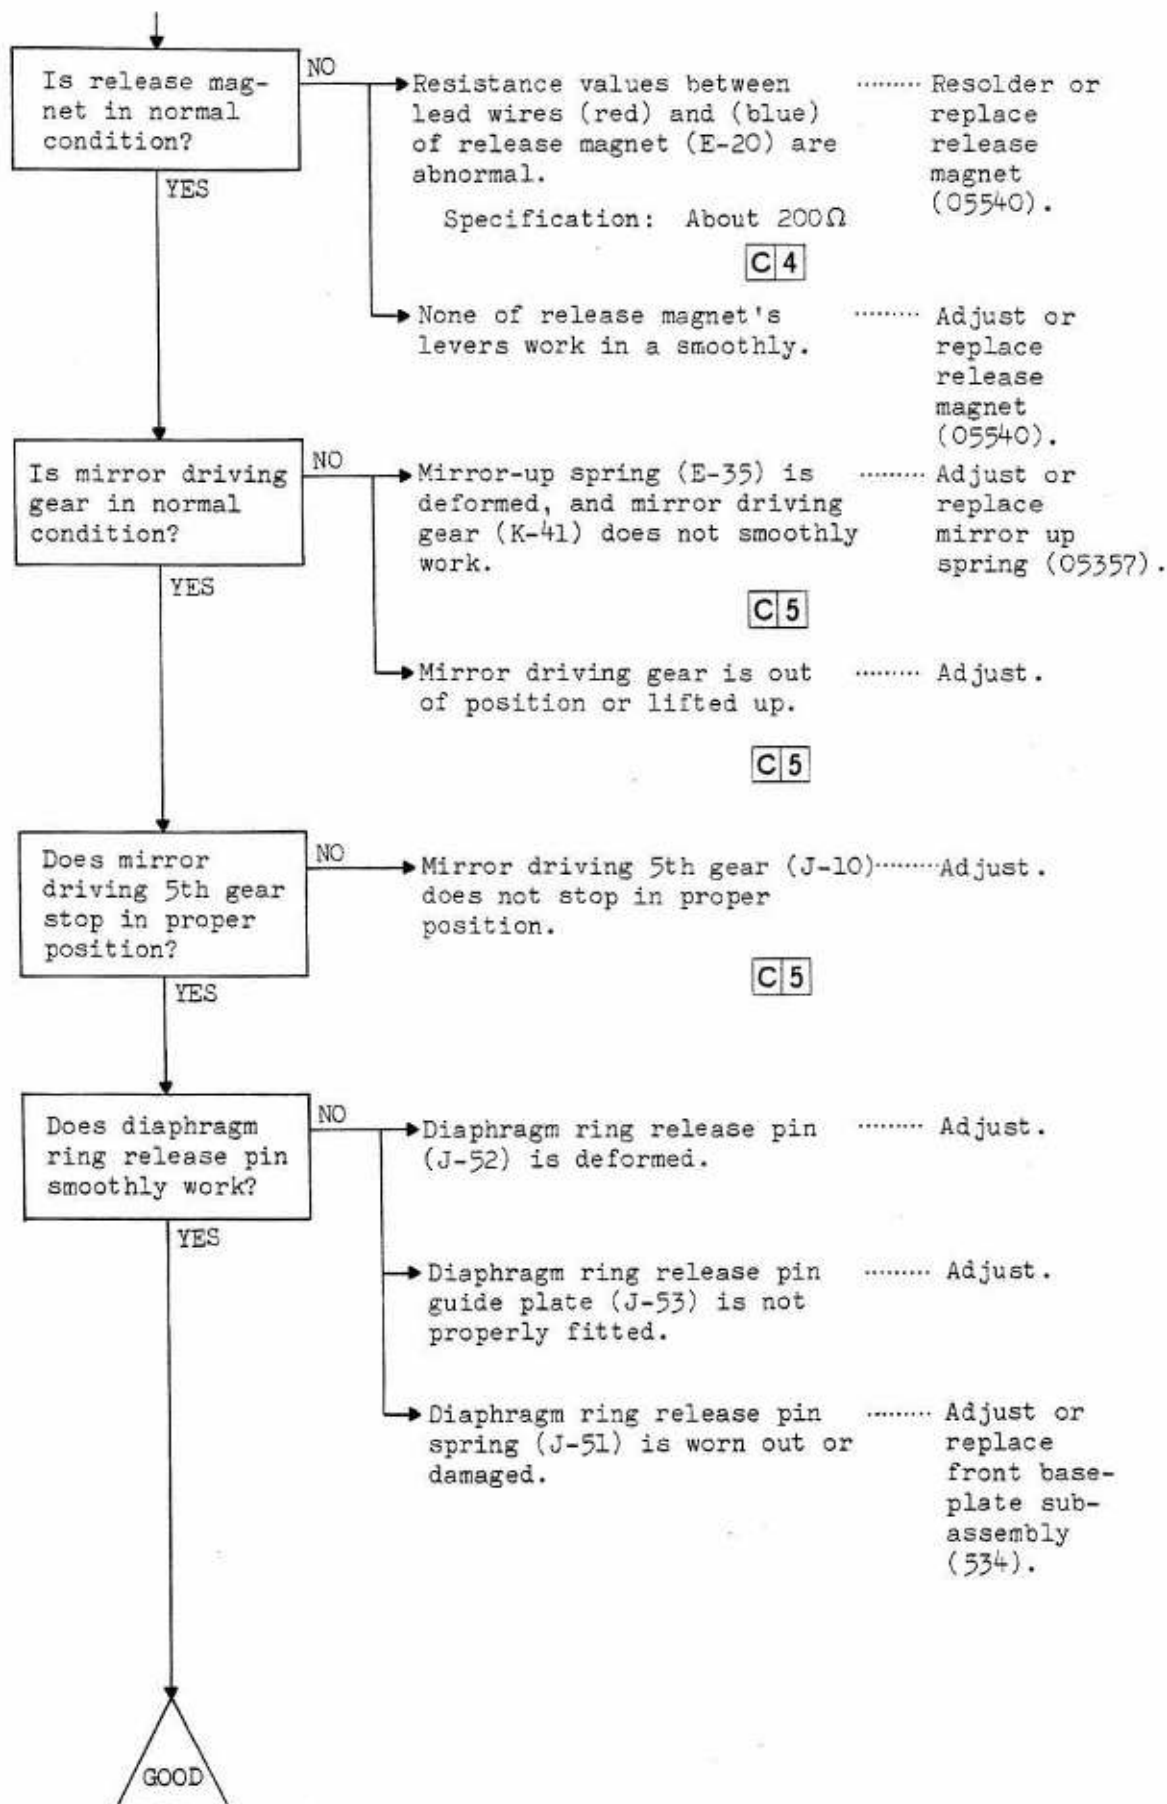 Is release mag-
net in normal
condition?
NO
YES
Resistance values between
lead wires (red) and (blue)
of release magnet (E-20) are
abnormal.
Specification: About 200Ω
C 4
········ Resolder or
replace
release
magnet
(05540).
None of release magnet's
levers work in a smoothly.
········ Adjust or
replace
release
magnet
(05540).
Is mirror driving
gear in normal
condition?
NO
YES
Mirror-up spring (E-35) is
deformed, and mirror driving
gear (K-41) does not smoothly
work.
C 5
········ Adjust or
replace
mirror up
spring (05357).
Mirror driving gear is out
of position or lifted up.
········ Adjust.
C 5
Does mirror
driving 5th gear
stop in proper
position?
NO
YES
Mirror driving 5th gear (J-10) ········ Adjust.
does not stop in proper
position.
C 5
Does diaphragm
ring release pin
smoothly work?
NO
YES
Diaphragm ring release pin
(J-52) is deformed.
········ Adjust.
Diaphragm ring release pin
guide plate (J-53) is not
properly fitted.
········ Adjust.
Diaphragm ring release pin
spring (J-51) is worn out or
damaged.
········ Adjust or
replace
front base-
plate sub-
assembly
(534).
GOOD